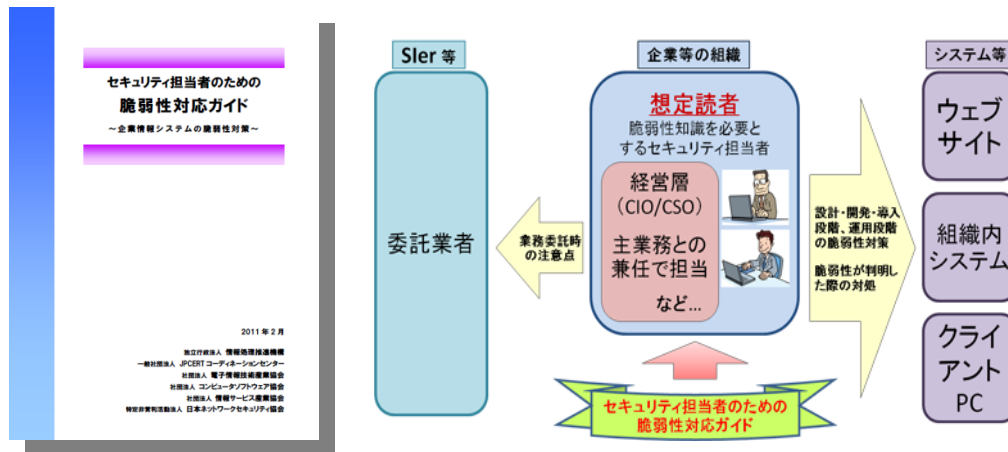 セキュリティ担当者のための
脆弱性対応ガイド
~企業情報システムの脆弱性対策~
2011年2月
独立行政法人 情報処理推進機構
一般社団法人 JPCERT コーディネーションセンター
社団法人 電子情報技術産業協会
社団法人 コンピュータソフトウェア協会
社団法人 情報サービス産業協会
特定非営利活動法人 日本ネットワークセキュリティ協会
SIer 等
委託業者
業務委託時
の注意点
企業等の組織
想定読者
脆弱性知識を必要と
するセキュリティ担当者
経営層
(CIO/CSO)
主業務との
兼任で担当
など…
セキュリティ担当者のための
脆弱性対応ガイド
設計・開発・導入
段階、運用段階
の脆弱性対策
脆弱性が判明し
た際の対処
システム等
ウェブ
サイト
組織内
システム
クライ
アント
PC